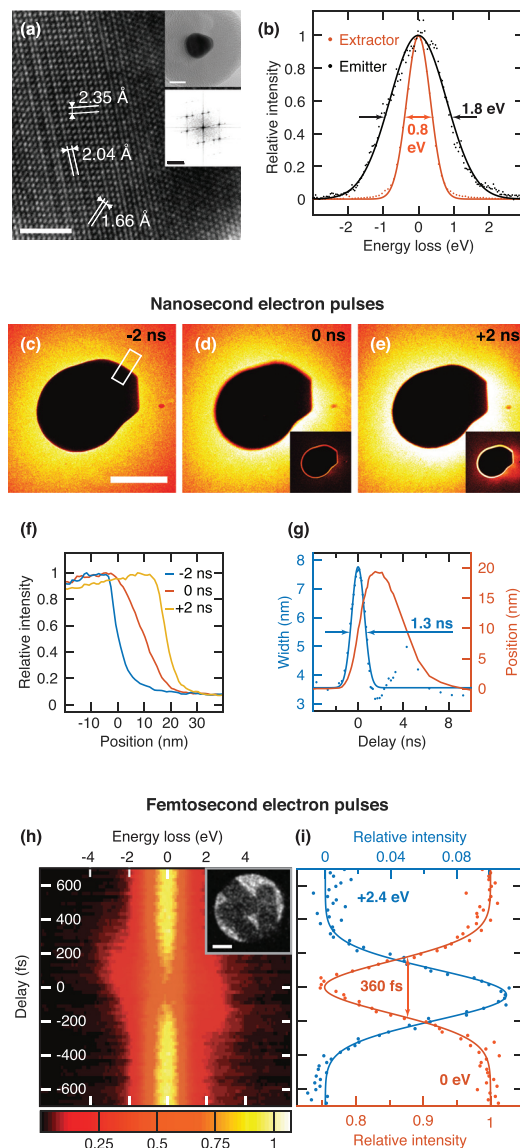 (a)
2.35 Å
2.04 Å
1.66 Å
(b)
Relative intensity
1
0.8
0.6
0.4
0.2
0
Extractor
Emitter
1.8 eV
0.8
eV
-2 0 2
Energy loss (eV)
Nanosecond electron pulses
(c) -2 ns
(d) 0 ns
(e) +2 ns
(f)
Relative intensity
1
0.8
0.6
0.4
0.2
0
-2 ns
0 ns
+2 ns
-10 0 10 20 30
Position (nm)
(g)
Width (nm)
8
7
6
5
4
3
1.3 ns
20
10
0
Position (nm)
0 4 8
Delay (ns)
Femtosecond electron pulses
(h) Energy loss (eV)
-4 -2 0 2 4
Delay (fs)
600
400
200
0
-200
-400
-600
0.25 0.5 0.75 1
(i) Relative intensity
0 0.04 0.08
+2.4 eV
360 fs
0 eV
0.8 0.9 1
Relative intensity